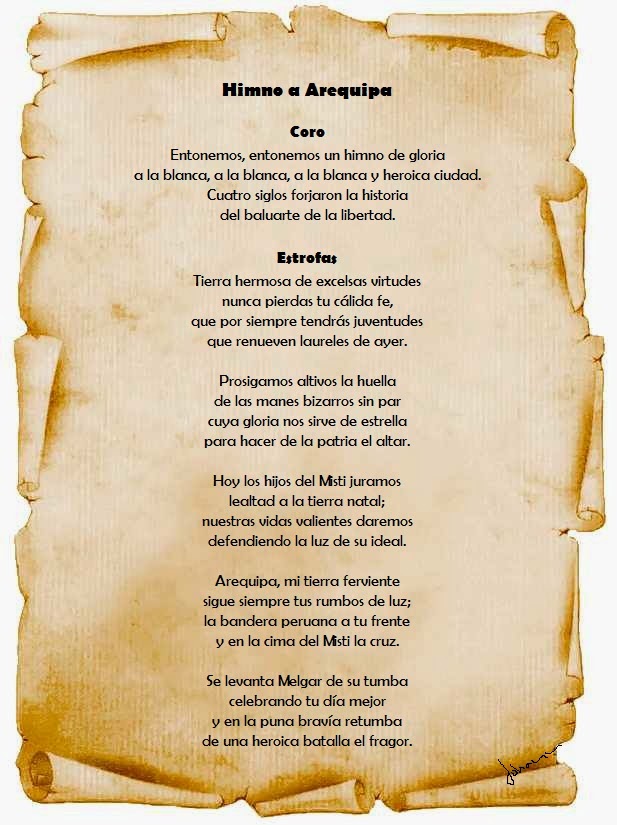 Himno a Arequipa
Coro
Entonemos, entonemos un himno de gloria
a la blanca, a la blanca, a la blanca y heroica ciudad.
Cuatro siglos forjaron la historia
del baluarte de la libertad.
Estrofas
Tierra hermosa de excelsas virtudes
nunca pierdas tu cálida fe,
que por siempre tendrás juventudes
que renueven laureles de ayer.
Prosigamos altivos la huella
de las manes bizarros sin par
cuya gloria nos sirve de estrella
para hacer de la patria el altar.
Hoy los hijos del Misti juramos
lealtad a la tierra natal;
nuestras vidas valientes daremos
defendiendo la luz de su ideal.
Arequipa, mi tierra ferviente
sigue siempre tus rumbos de luz;
la bandera peruana a tu frente
y en la cima del Misti la cruz.
Se levanta Melgar de su tumba
celebrando tu día mejor
y en la puna bravía retumba
de una heroica batalla el fragor.